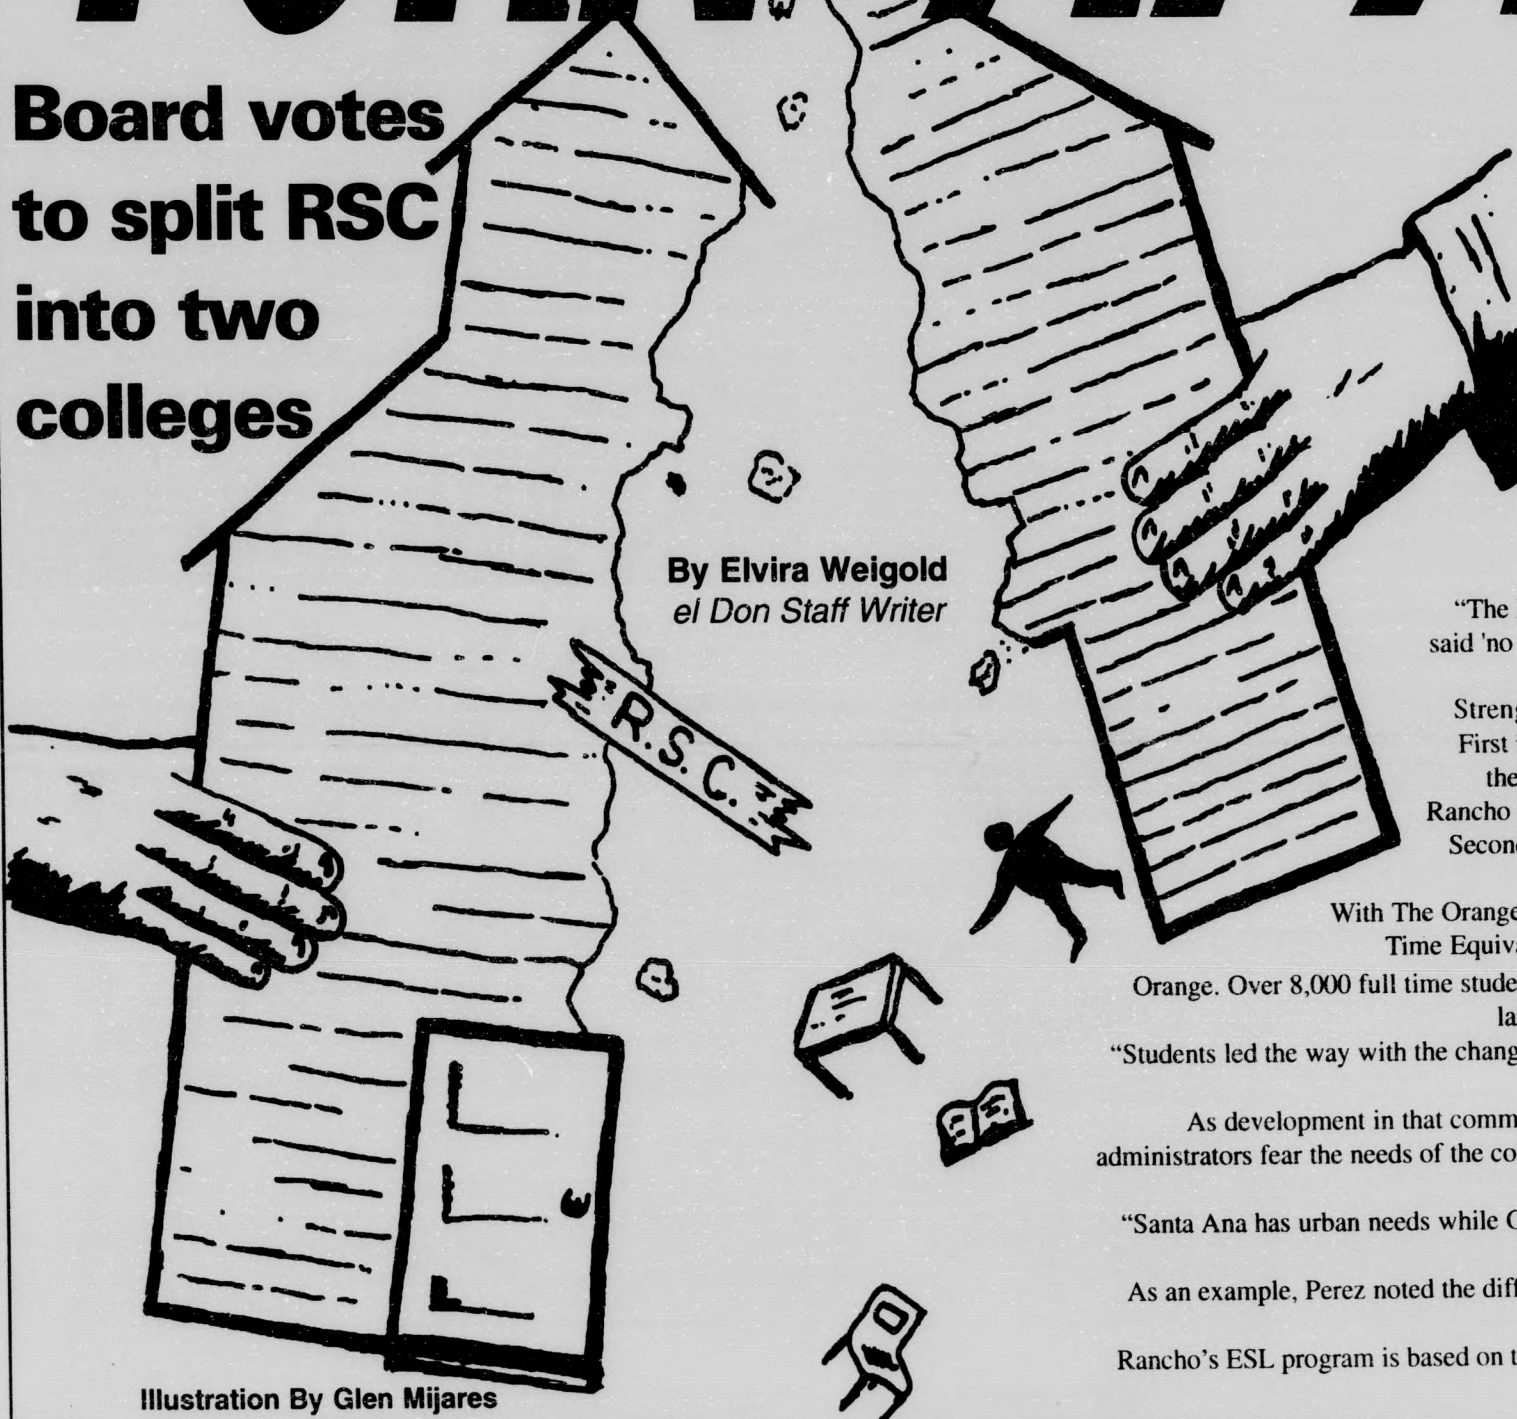 Board votes
to split RSC
into two
colleges
By Elvira Weigold
el Don Staff Writer
R.S.C.
"The
said 'no
Streng
First
the
Rancho
Secon
With The Orange
Time Equiva
Orange. Over 8,000 full time stude
la
"Students led the way with the chang
As development in that comm
administrators fear the needs of the co
"Santa Ana has urban needs while
As an example, Perez noted the diff
Rancho's ESL program is based on t
Illustration By Glen Mijares